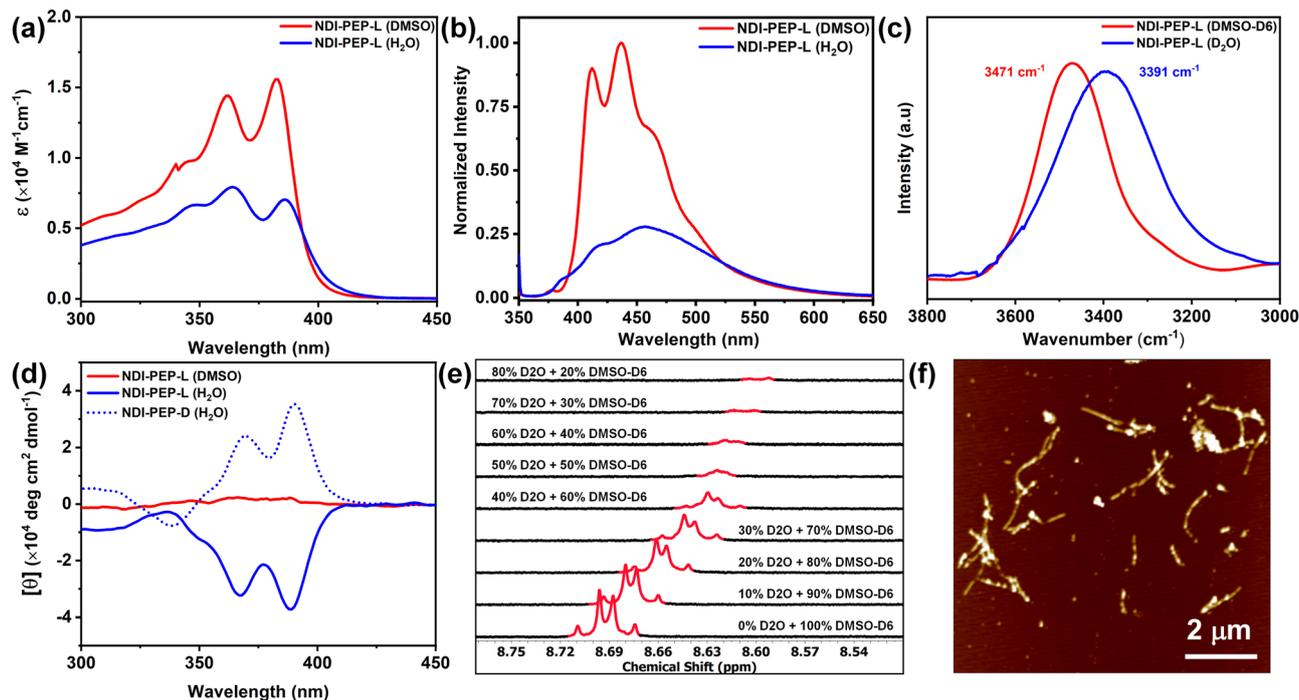 (a)
2.0
1.5
1.0
0.5
0.0
ε (×10⁴ M⁻¹cm⁻¹)
NDI-PEP-L (DMSO)
NDI-PEP-L (H₂O)
300
350
400
450
Wavelength (nm)
(b)
1.00
0.75
0.50
0.25
0.00
Normalized Intensity
NDI-PEP-L (DMSO)
NDI-PEP-L (H₂O)
350
400
450
500
550
600
650
Wavelength (nm)
(c)
Intensity (a.u)
NDI-PEP-L (DMSO-D6)
NDI-PEP-L (D₂O)
3471 cm⁻¹
3391 cm⁻¹
3800
3600
3400
3200
3000
Wavenumber (cm⁻¹)
(d)
4
2
0
-2
-4
[θ] (×10⁴ deg cm² dmol⁻¹)
NDI-PEP-L (DMSO)
NDI-PEP-L (H₂O)
NDI-PEP-D (H₂O)
300
350
400
450
Wavelength (nm)
(e)
80% D2O + 20% DMSO-D6
70% D2O + 30% DMSO-D6
60% D2O + 40% DMSO-D6
50% D2O + 50% DMSO-D6
40% D2O + 60% DMSO-D6
30% D2O + 70% DMSO-D6
20% D2O + 80% DMSO-D6
10% D2O + 90% DMSO-D6
0% D2O + 100% DMSO-D6
8.75
8.72
8.69
8.66
8.63
8.60
8.57
8.54
Chemical Shift (ppm)
(f)
2 μm